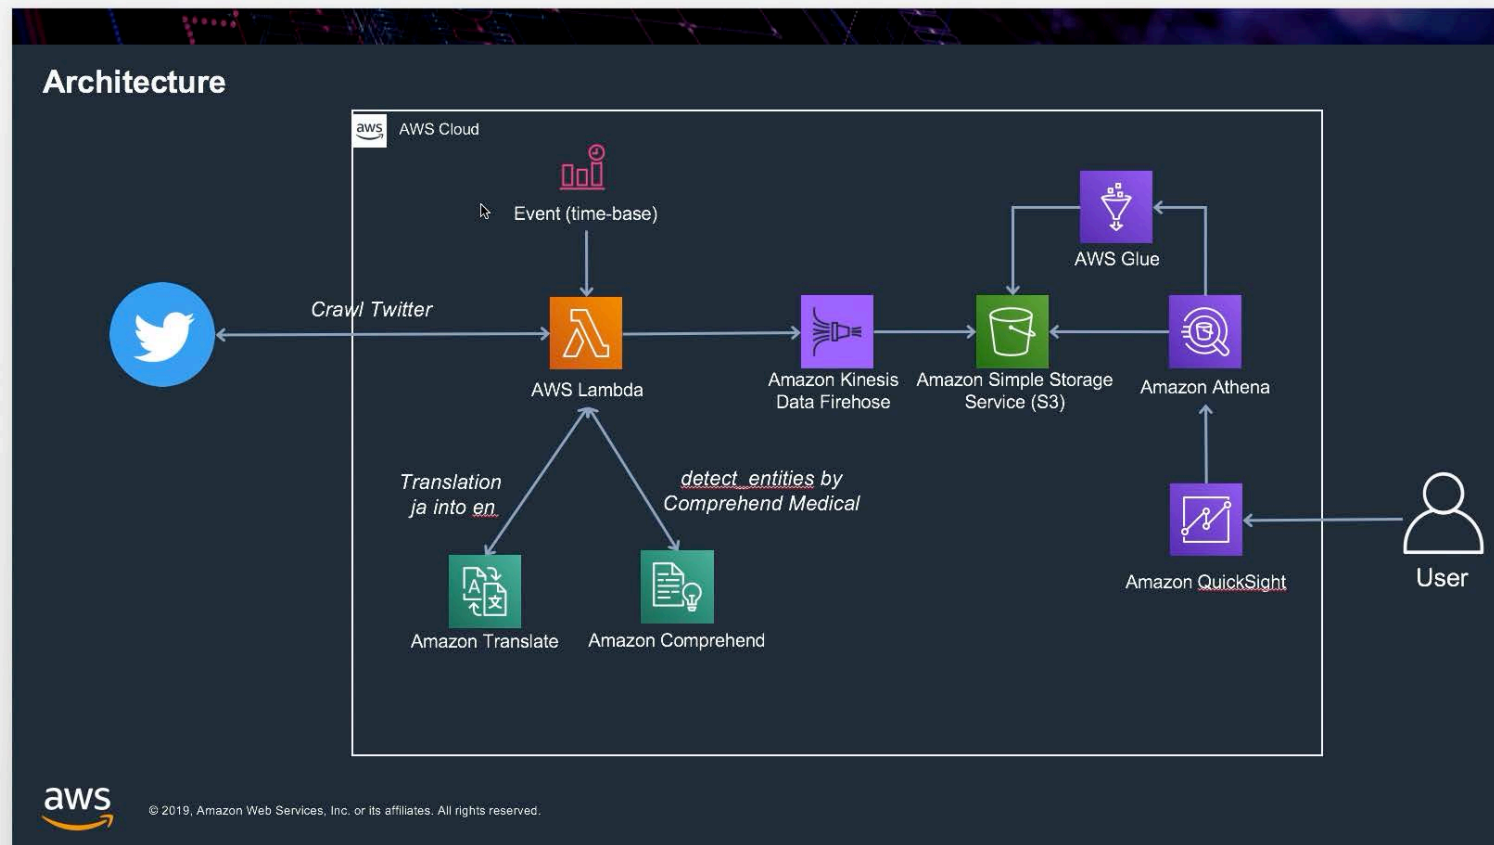 Architecture
aws
AWS Cloud
Event (time-base)
Crawl Twitter
AWS Lambda
Translation
ja into en
detect_entities by
Comprehend Medical
Amazon Translate
Amazon Comprehend
Amazon Kinesis
Data Firehose
Amazon Simple Storage
Service (S3)
AWS Glue
Amazon Athena
Amazon QuickSight
User
aws
© 2019, Amazon Web Services, Inc. or its affiliates. All rights reserved.